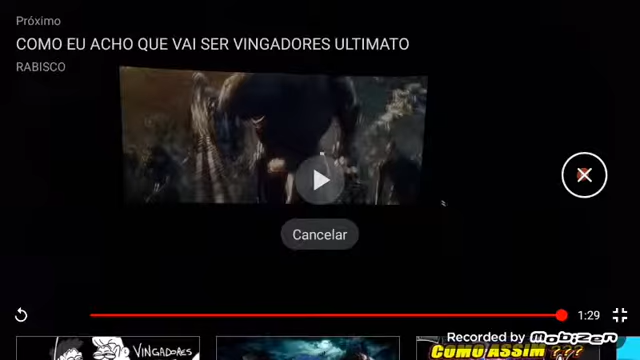 Próximo
COMO EU ACHO QUE VAI SER VINGADORES ULTIMATO
RABISCO
Cancelar
1:29
Recorded by Mobizen
VINGADORES
COMO ASSIM ???